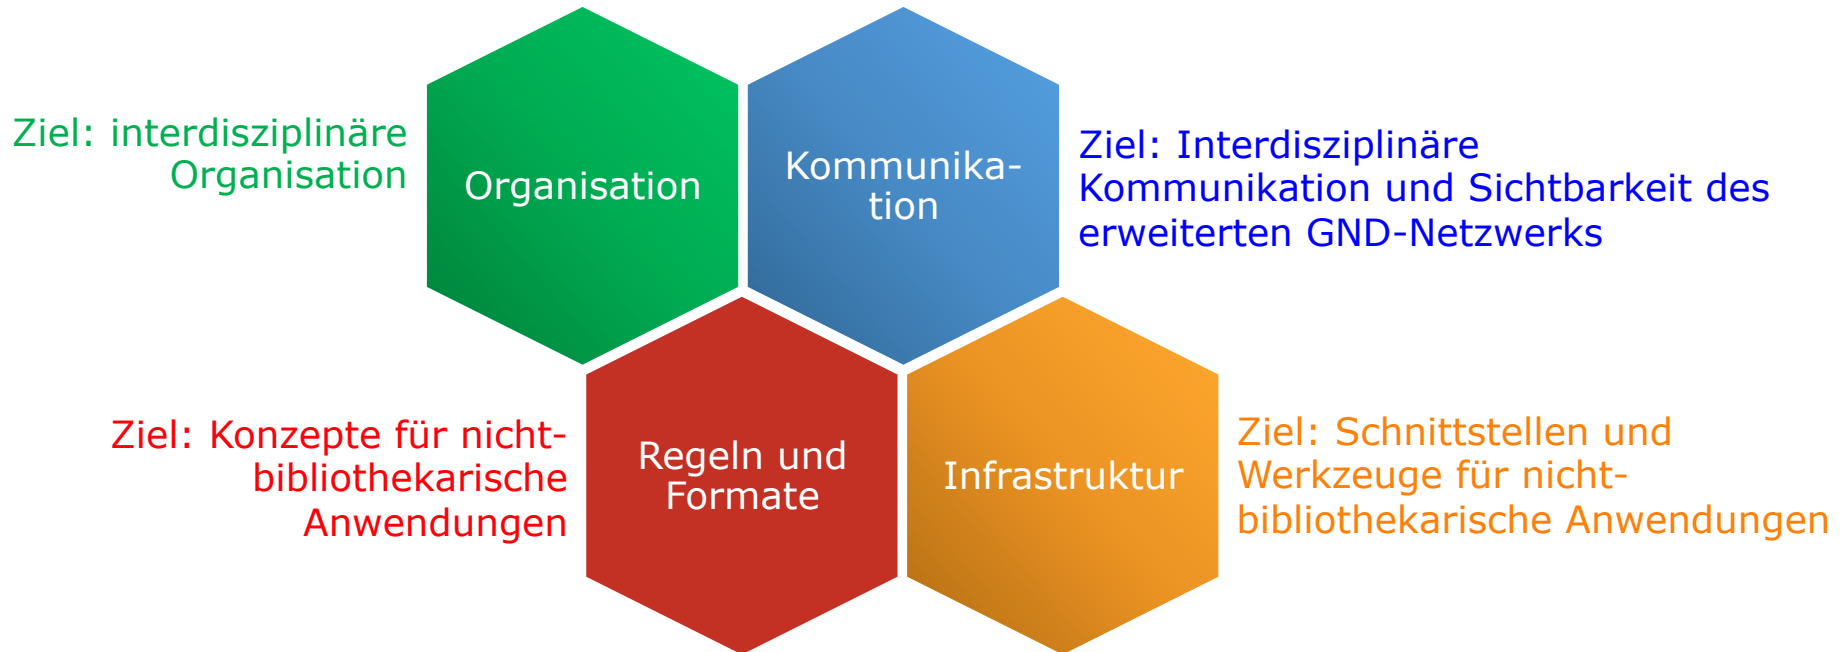 Ziel: interdisziplinäre
Organisation
Organisation
Kommunika-
tion
Ziel: Interdisziplinäre
Kommunikation und Sichtbarkeit des
erweiterten GND-Netzwerks
Ziel: Konzepte für nicht-
bibliothekarische
Anwendungen
Regeln und
Formate
Infrastruktur
Ziel: Schnittstellen und
Werkzeuge für nicht-
bibliothekarische Anwendungen